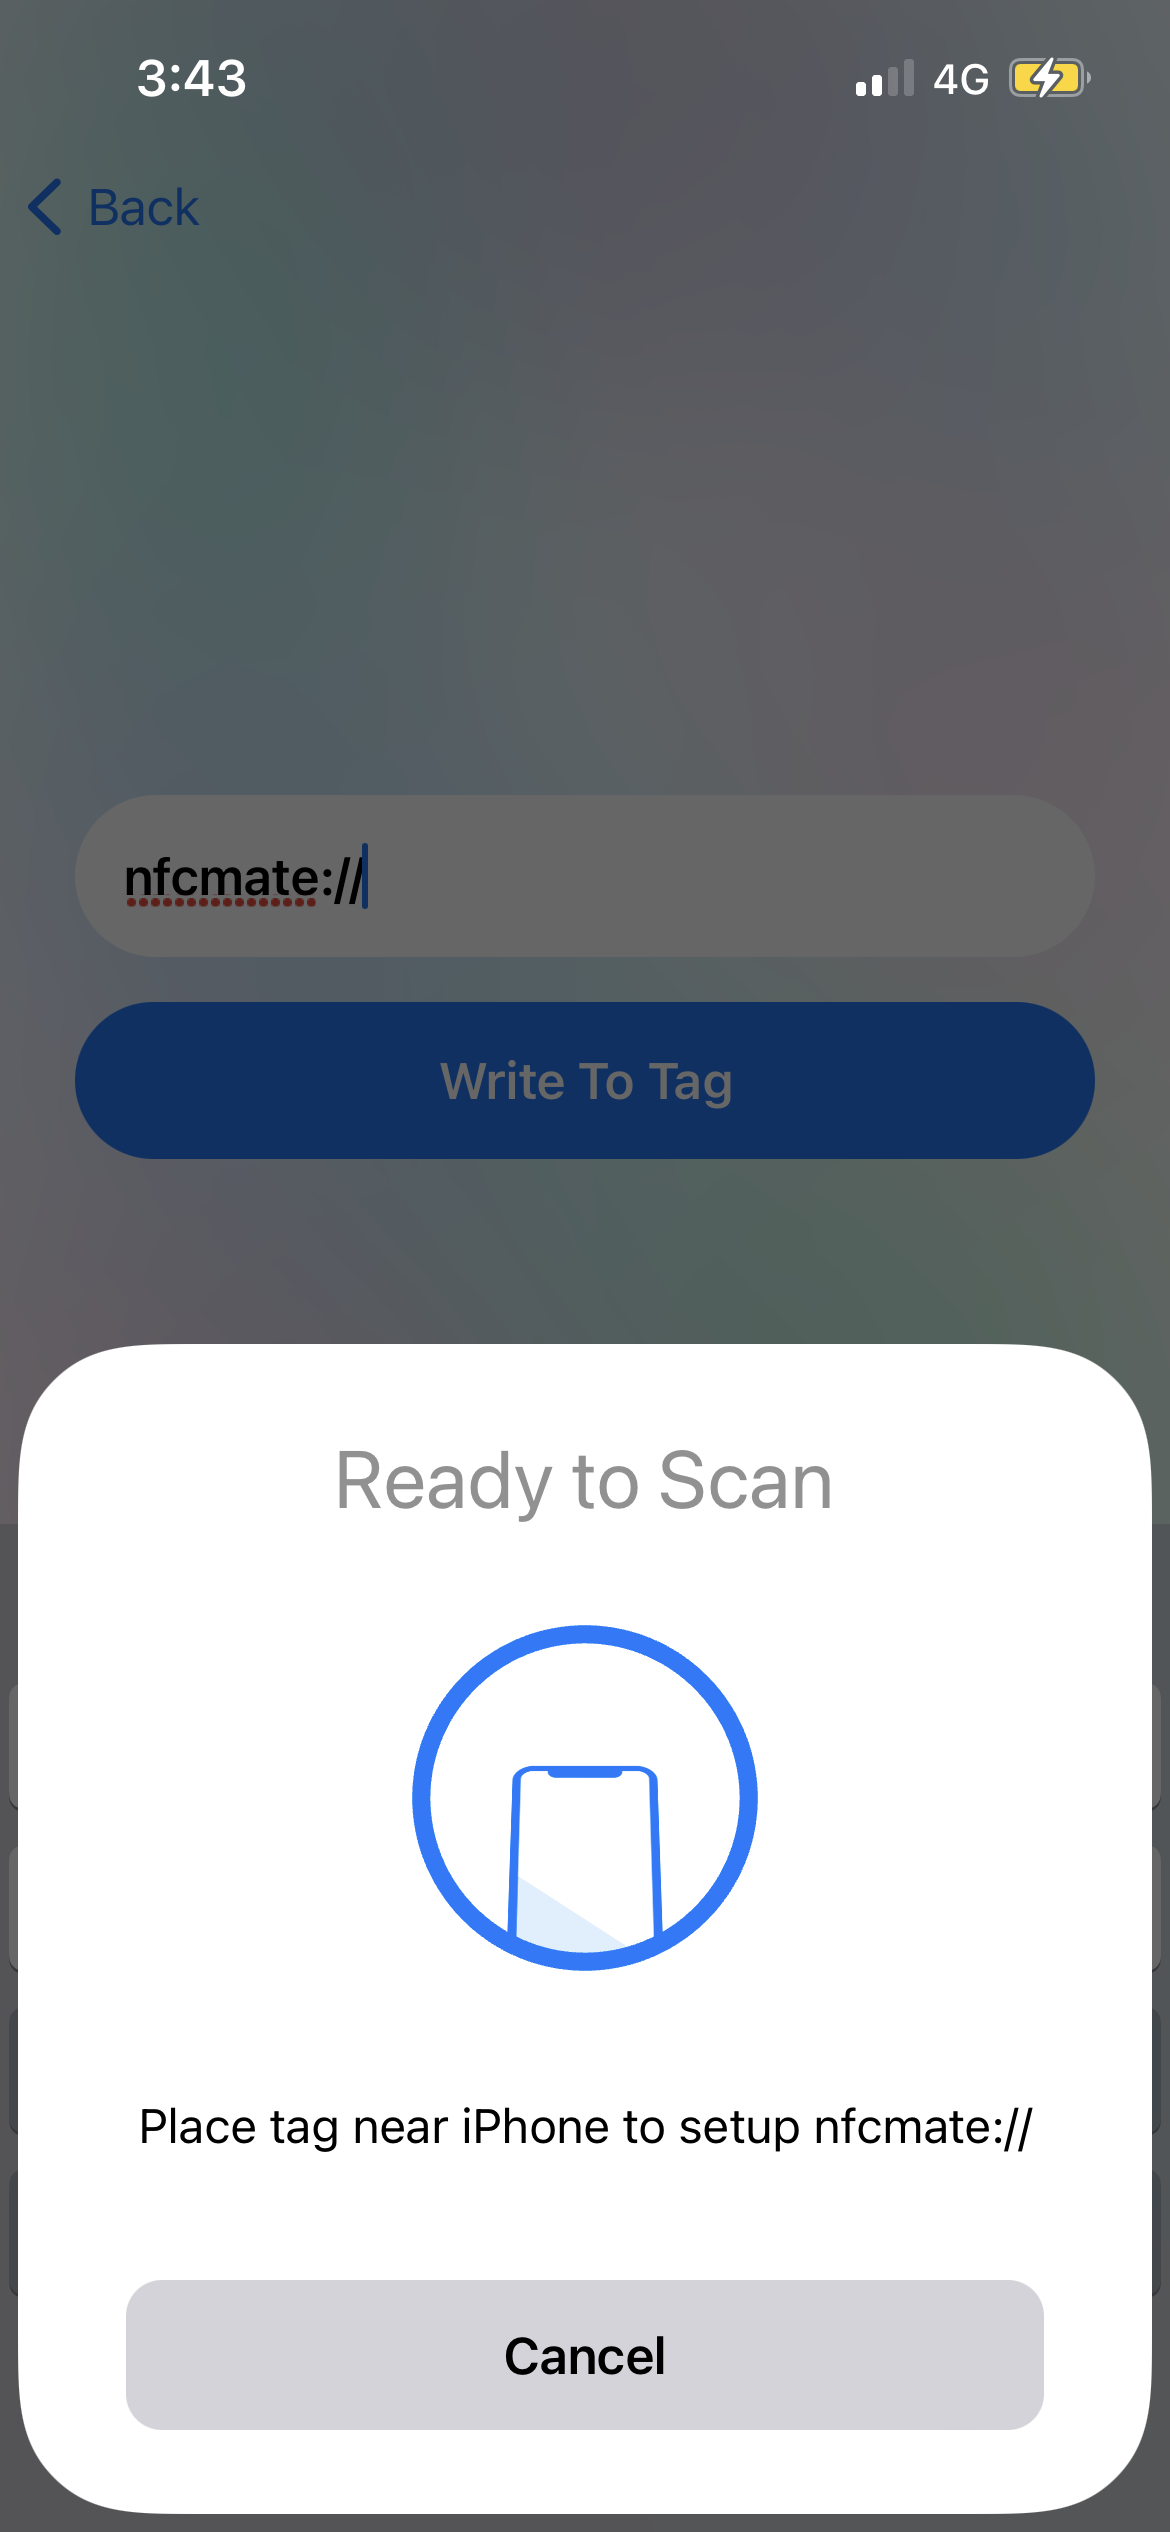 3:43
4G
Back
nfcmate://
Write To Tag
Ready to Scan
Place tag near iPhone to setup nfcmate://
Cancel